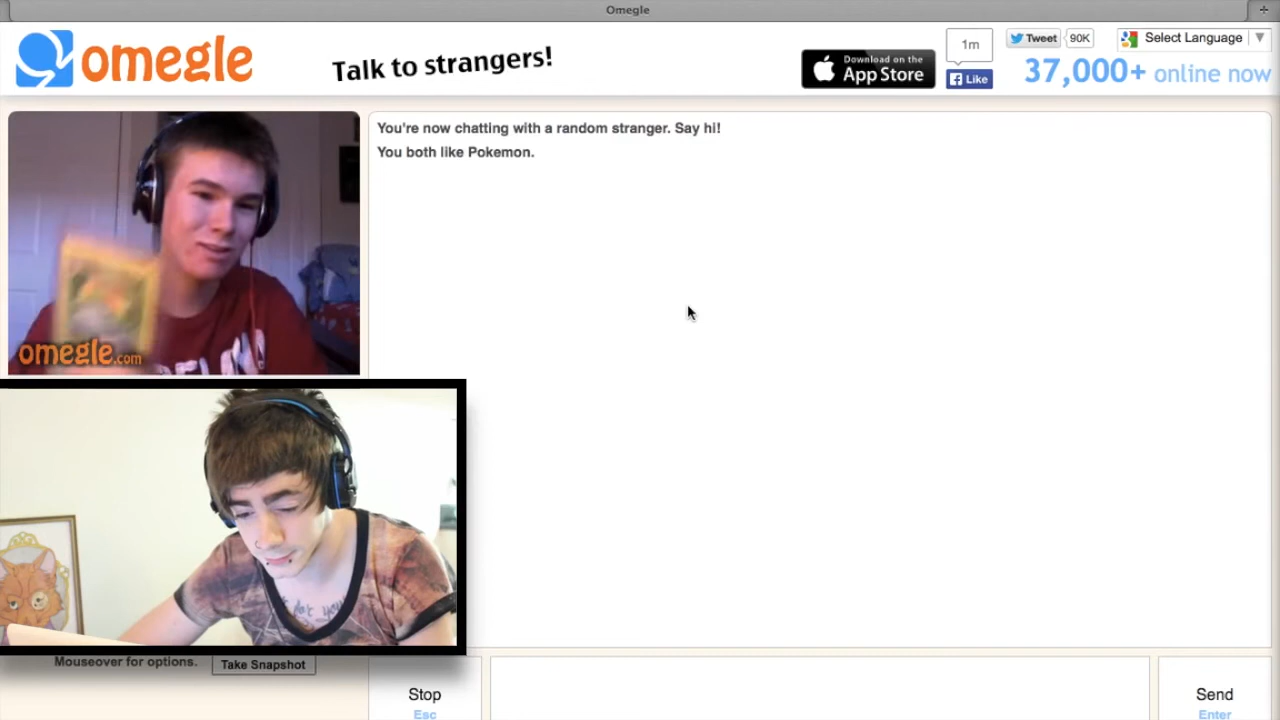 Omegle
omegle
Talk to strangers!
Download on the
App Store
1m
Like
Tweet
90K
Select Language
37,000+ online now
You're now chatting with a random stranger. Say hi!
You both like Pokemon.
omegle.com
Mouseover for options.
Take Snapshot
Stop
Esc
Send
Enter